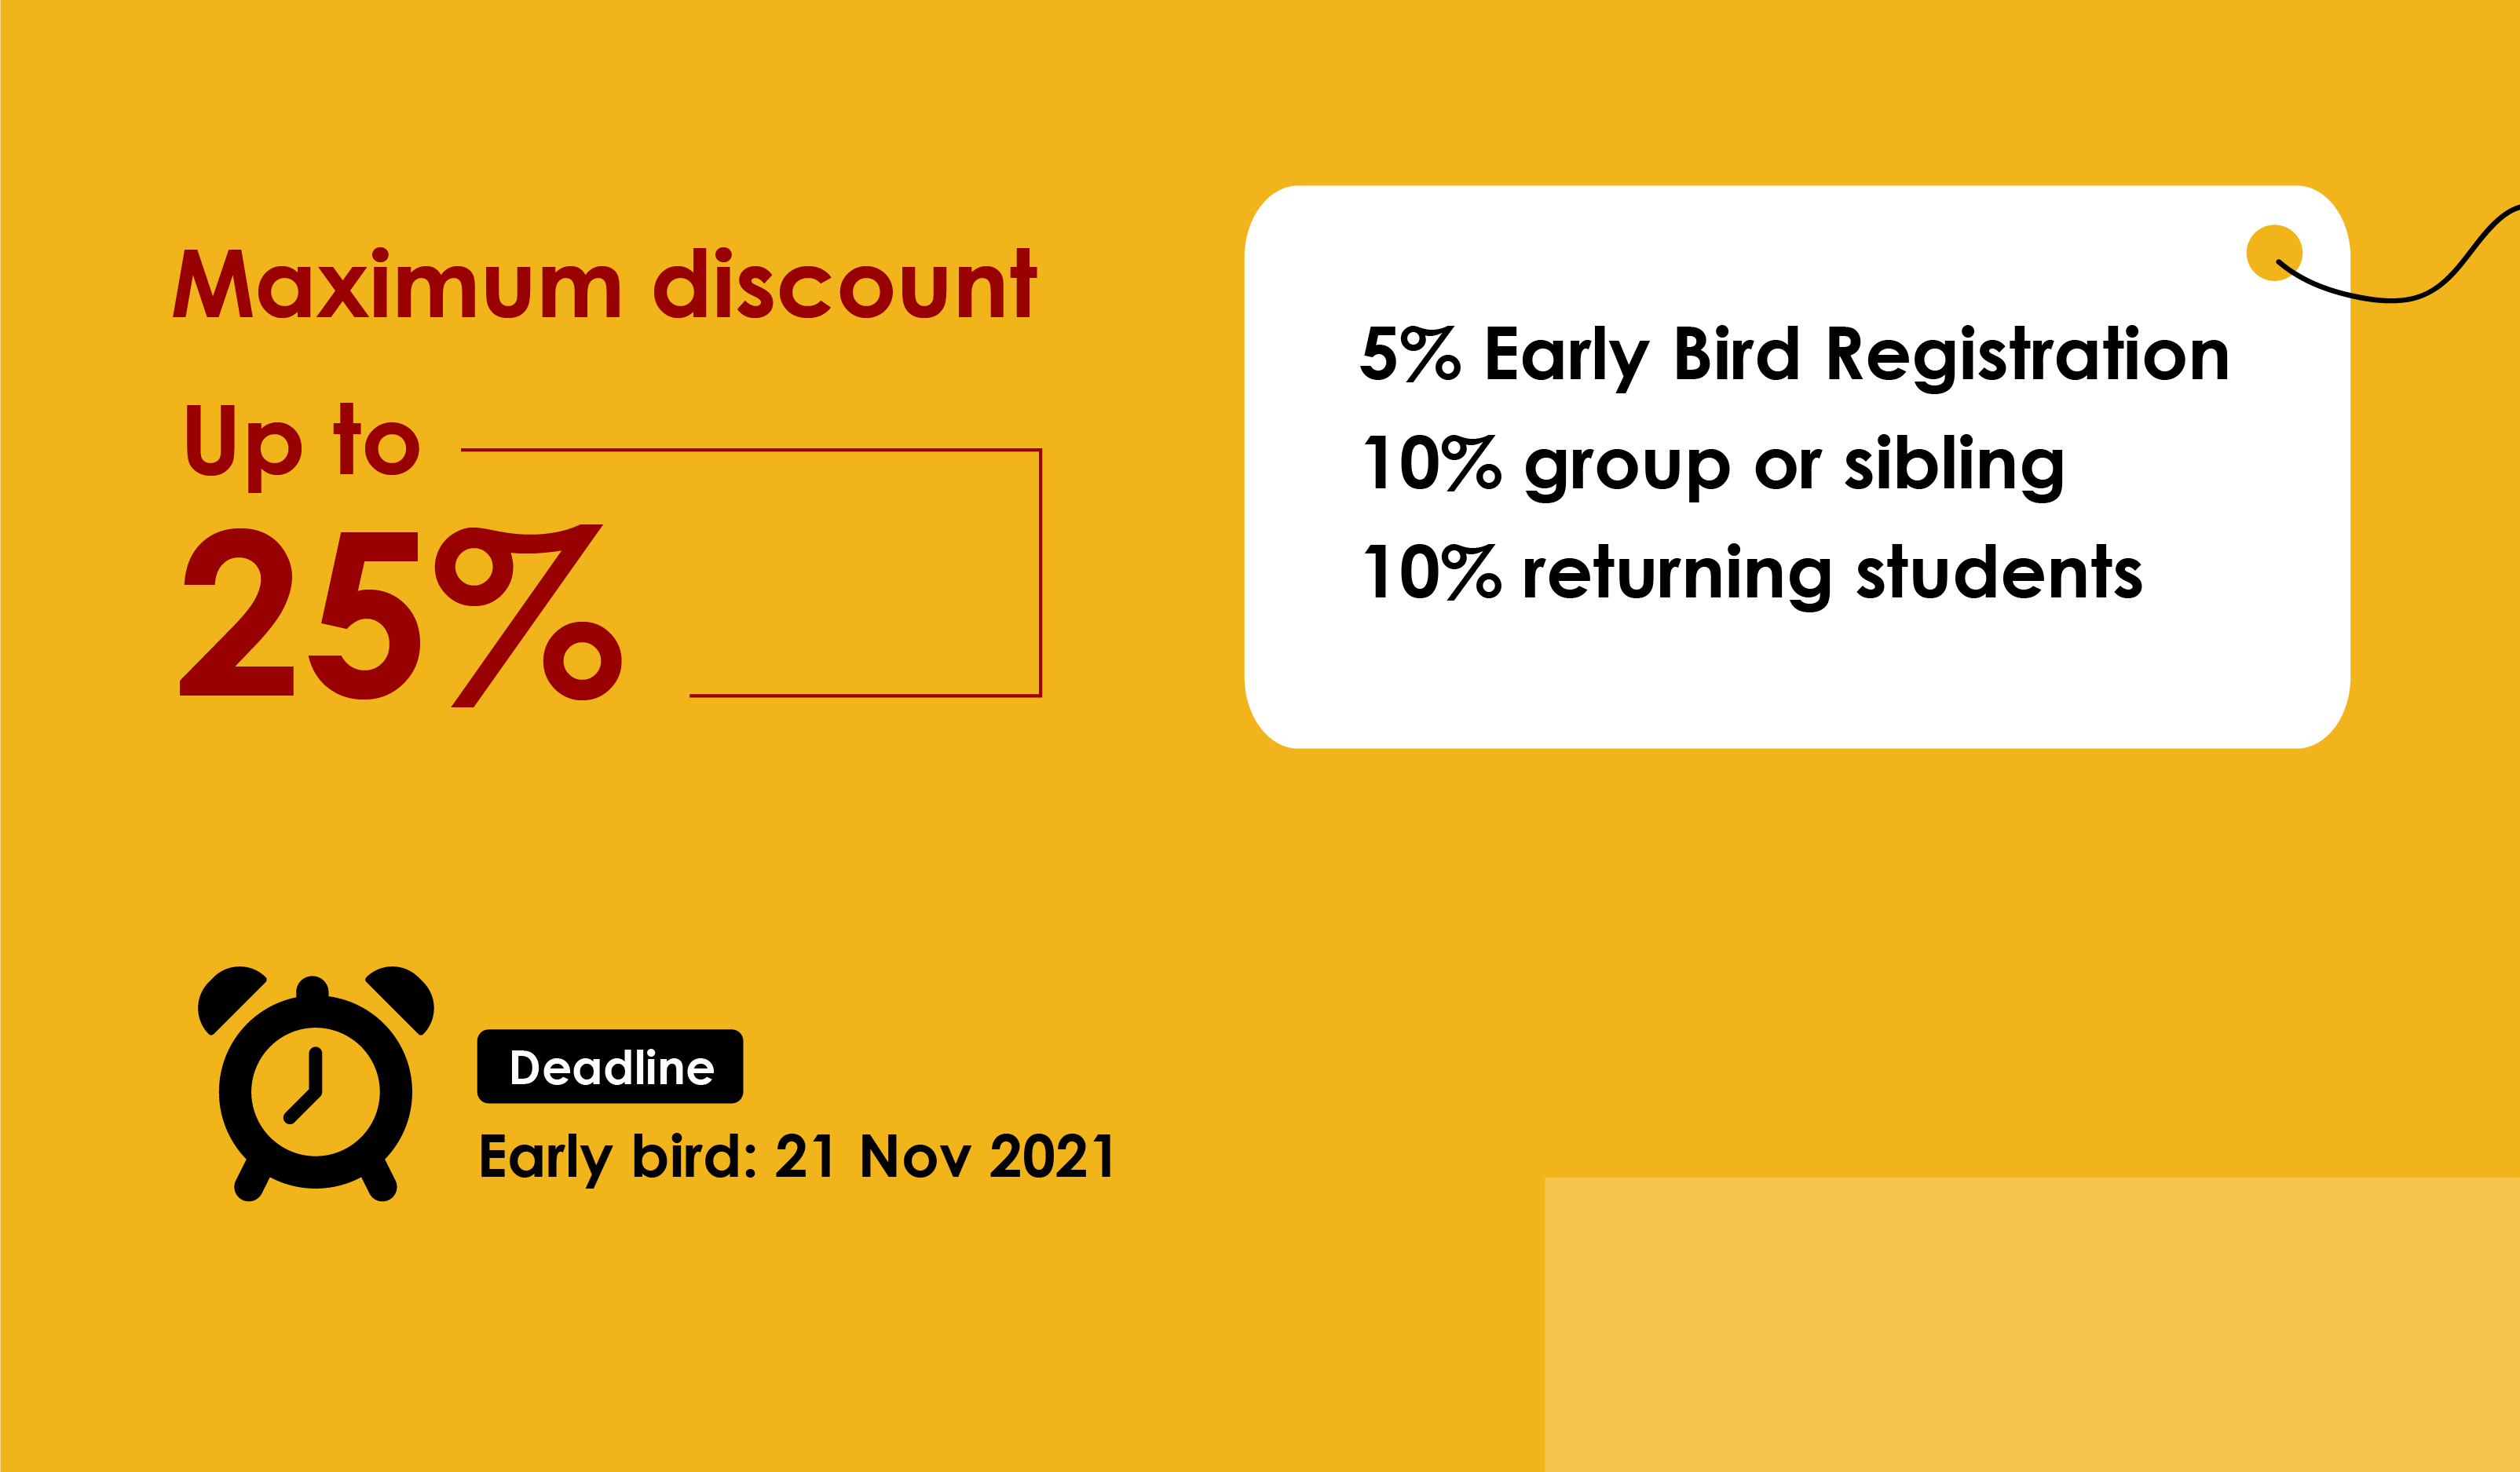 Maximum discount
Up to
25%
5% Early Bird Registration
10% group or sibling
10% returning students
Deadline
Early bird: 21 Nov 2021